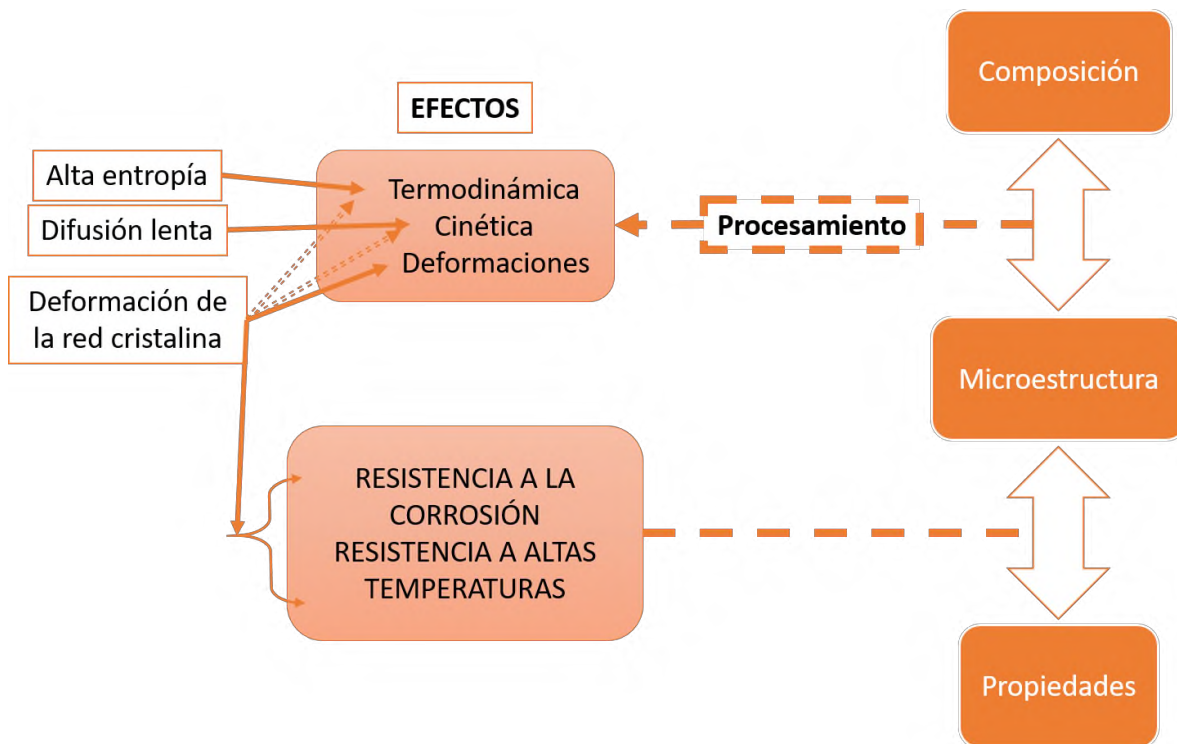 EFECTOS
Alta entropía
Difusión lenta
Deformación de
la red cristalina
Termodinámica
Cinética
Deformaciones
Procesamiento
Composición
Microestructura
RESISTENCIA A LA
CORROSIÓN
RESISTENCIA A ALTAS
TEMPERATURAS
Propiedades